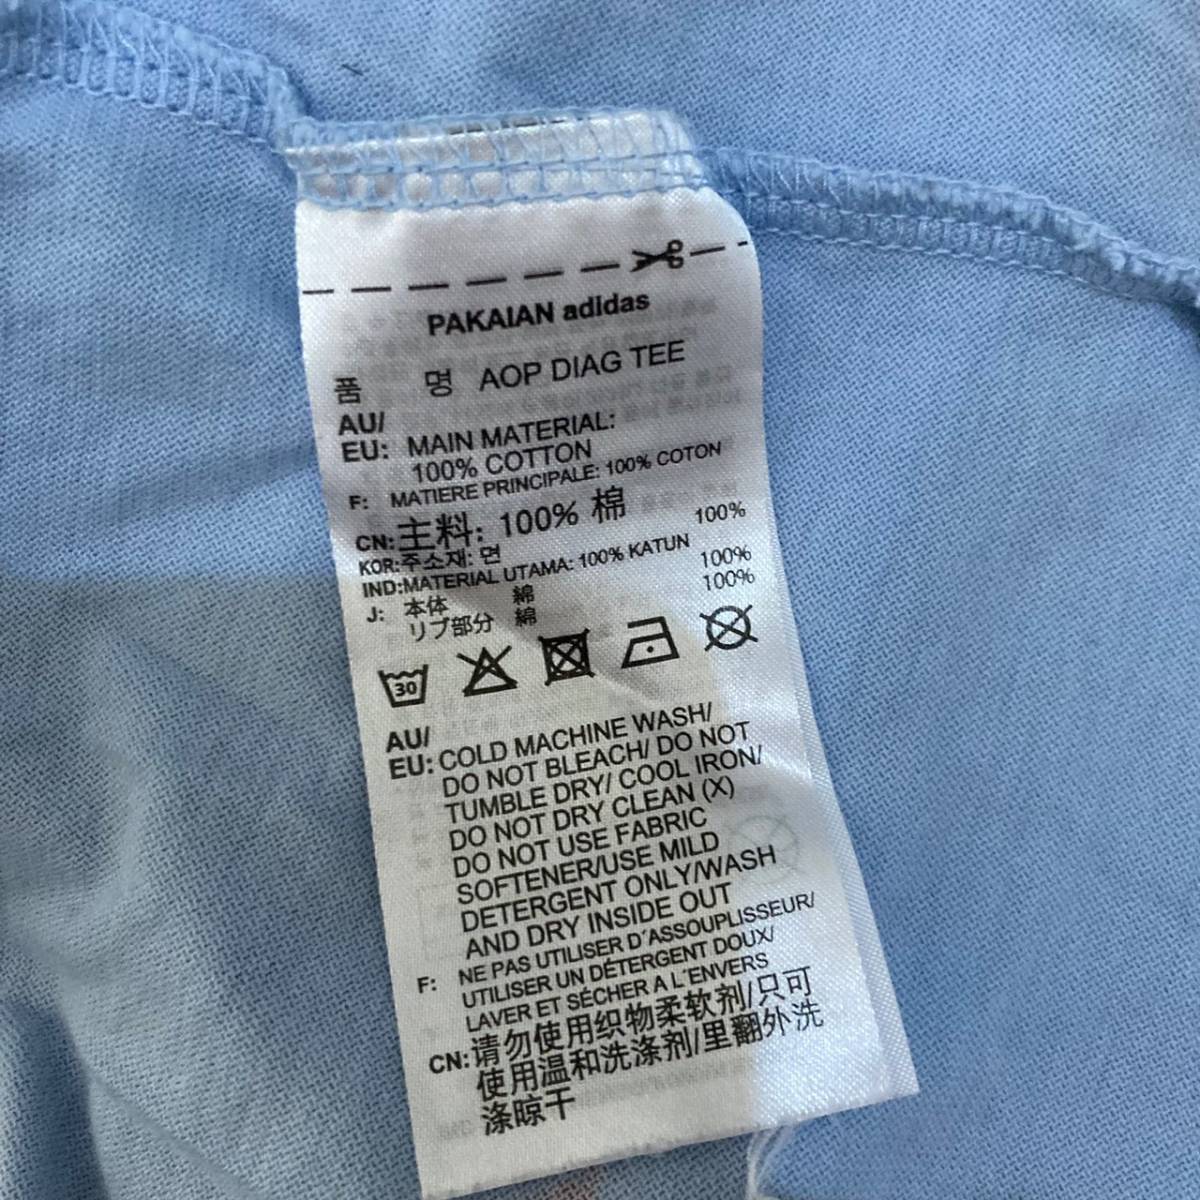 PAKAIAN adidas
품 명 AOP DIAG TEE
AU/
EU: MAIN MATERIAL:
100% COTTON
F: MATIERE PRINCIPALE: 100% COTON
CN:主料: 100% 棉
KOR:주소재: 면 100%
IND:MATERIAL UTAMA: 100% KATUN
J: 本体 綿 100%
リブ部分 綿 100%
30
AU/
EU: COLD MACHINE WASH/
DO NOT BLEACH/ DO NOT
TUMBLE DRY/ COOL IRON/
DO NOT DRY CLEAN (X)
DO NOT USE FABRIC
SOFTENER/USE MILD
DETERGENT ONLY/WASH
AND DRY INSIDE OUT
F: NE PAS UTILISER D´ASSOUPLISSEUR/
UTILISER UN DÉTERGENT DOUX/
LAVER ET SÉCHER A L´ENVERS
CN:请勿使用织物柔软剂/只可
使用温和洗涤剂/里翻外洗
涤晾干